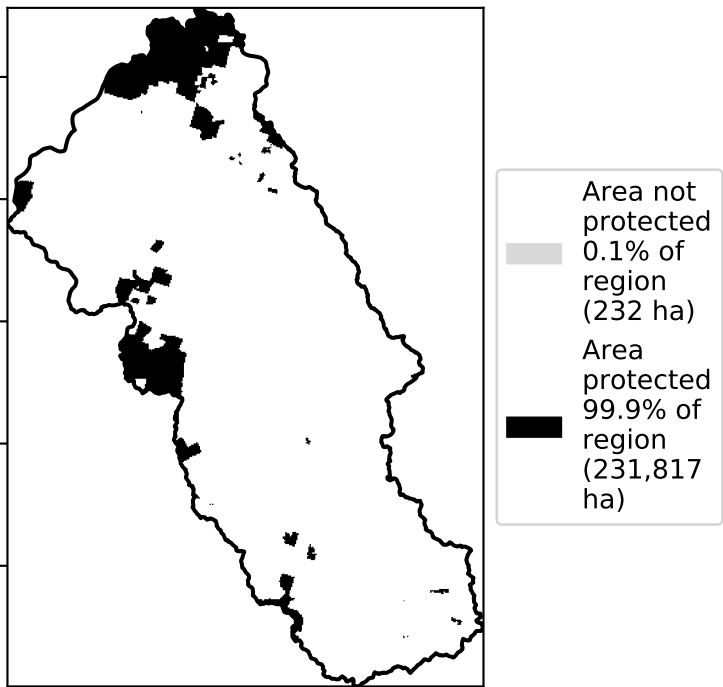 Area not
protected
0.1% of
region
(232 ha)
Area
protected
99.9% of
region
(231,817
ha)